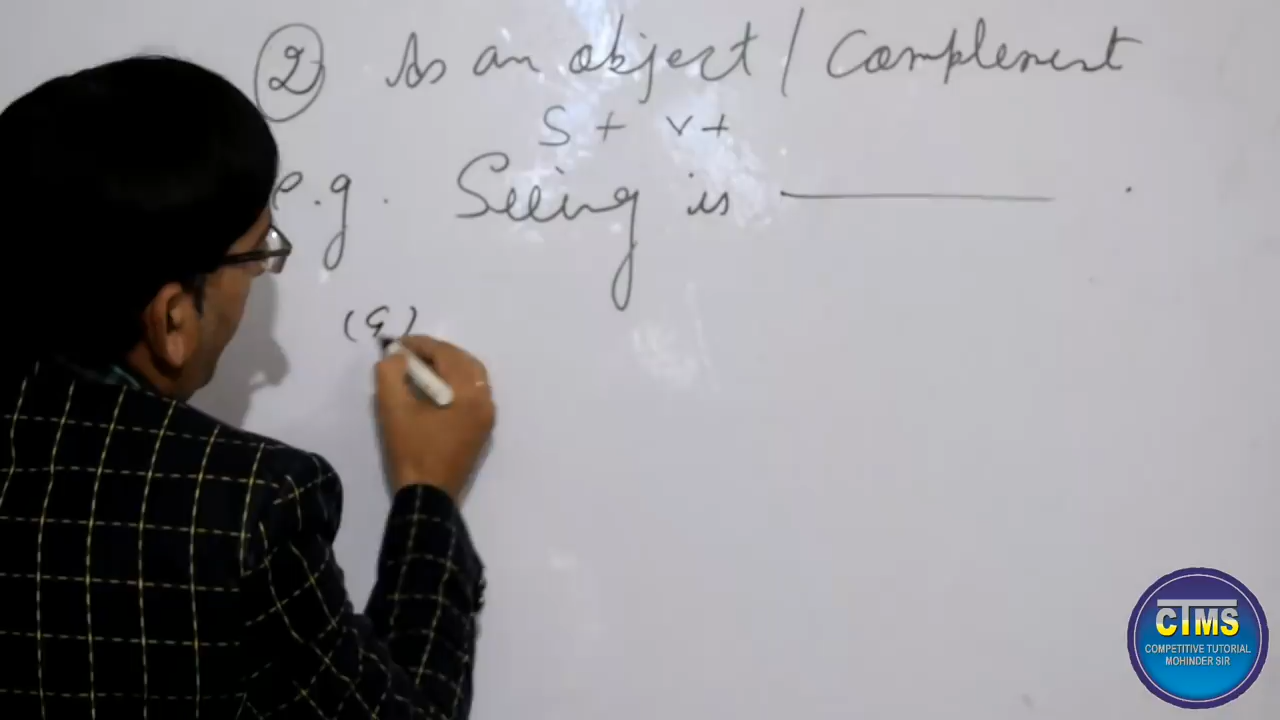 ② As an object / Complement
S + V +
e.g. Seeing is ________ .
CTMS
COMPETITIVE TUTORIAL
MOHINDER SIR